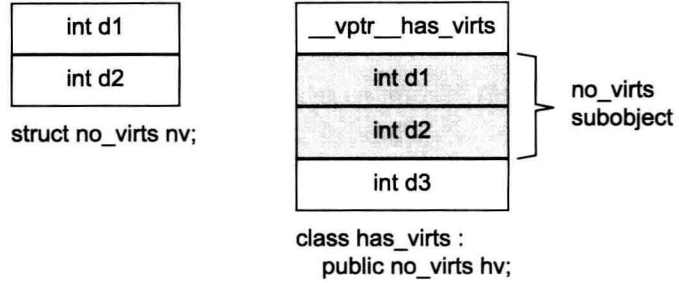 int d1
int d2
struct no_virts nv;
__vptr__has_virts
int d1
int d2
int d3
no_virts
subobject
class has_virts :
public no_virts hv;